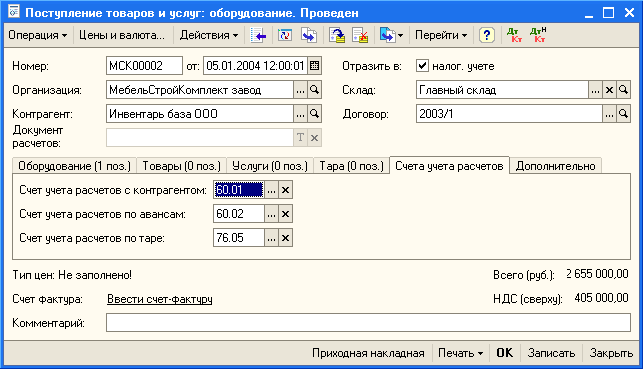 Поступление товаров и услуг: оборудование. Проведен
Операция Цены и валюта... Действия Перейти ? Дт Кт Дт Н Кт
Номер: МСК00002 от: 05.01.2004 12:00:01 Отразить в: налог. учете
Организация: МебельСтройКомплект завод ... Склад: Главный склад ... ×
Контрагент: Инвентарь база ООО ... Договор: 2003/1 ...
Документ
расчетов: T ×
Оборудование (1 поз.) Товары (0 поз.) Услуги (0 поз.) Тара (0 поз.) Счета учета расчетов Дополнительно
Счет учета расчетов с контрагентом: 60.01 ... ×
Счет учета расчетов по авансам: 60.02 ... ×
Счет учета расчетов по таре: 76.05 ... ×
Тип цен: Не заполнено! Всего (руб.): 2 655 000,00
Счет фактура: Ввести счет-фактуру НДС (сверху): 405 000,00
Комментарий:
Приходная накладная Печать OK Записать Закрыть